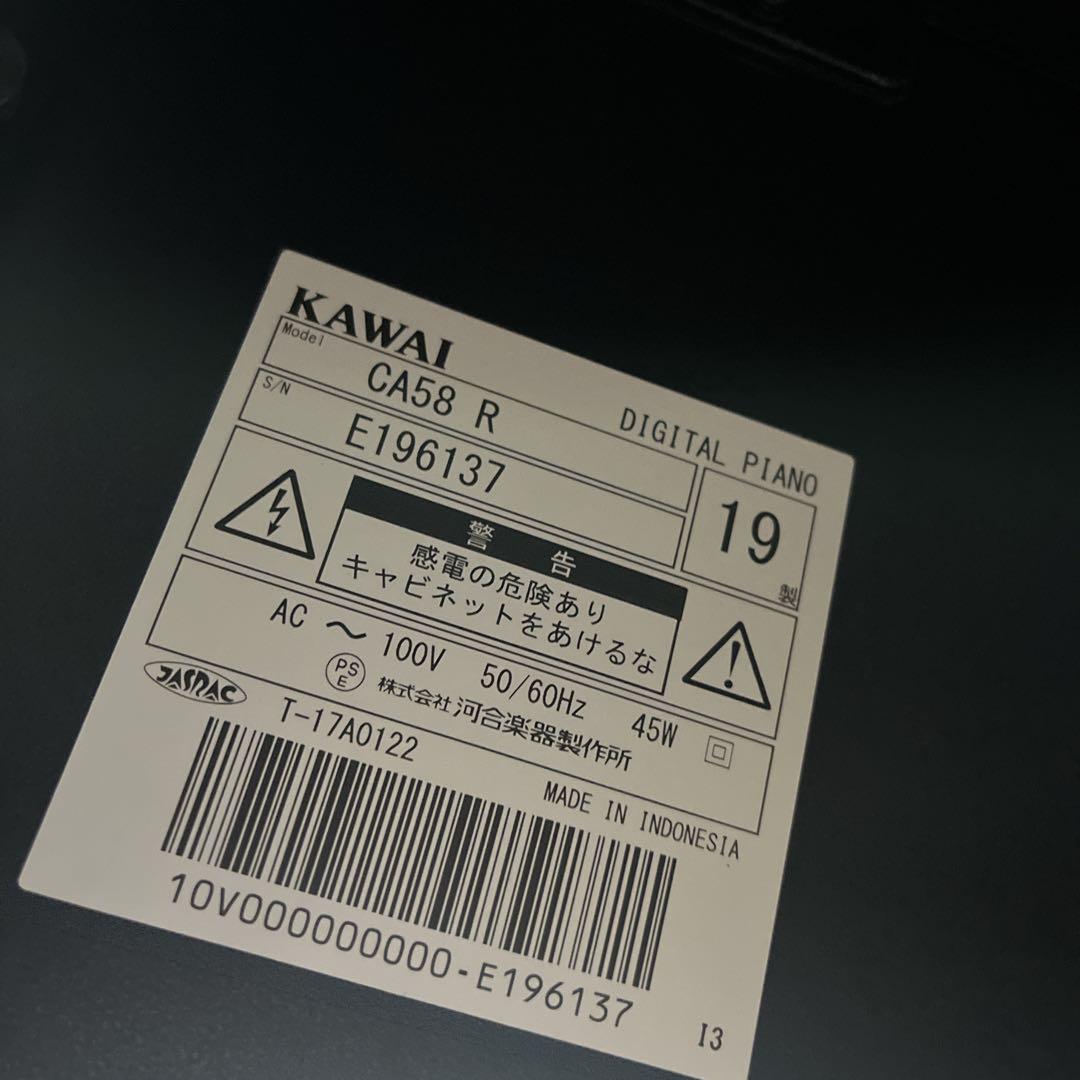 KAWAI
DIGITAL PIANO
Model
CA58 R
S/N
E196137
19製
警 告
感電の危険あり
キャビネットをあけるな
AC 〜 100V 50/60Hz 45W
PSE 株式会社 河合楽器製作所
JASRAC T-17A0122
MADE IN INDONESIA
10V000000000-E196137
I3